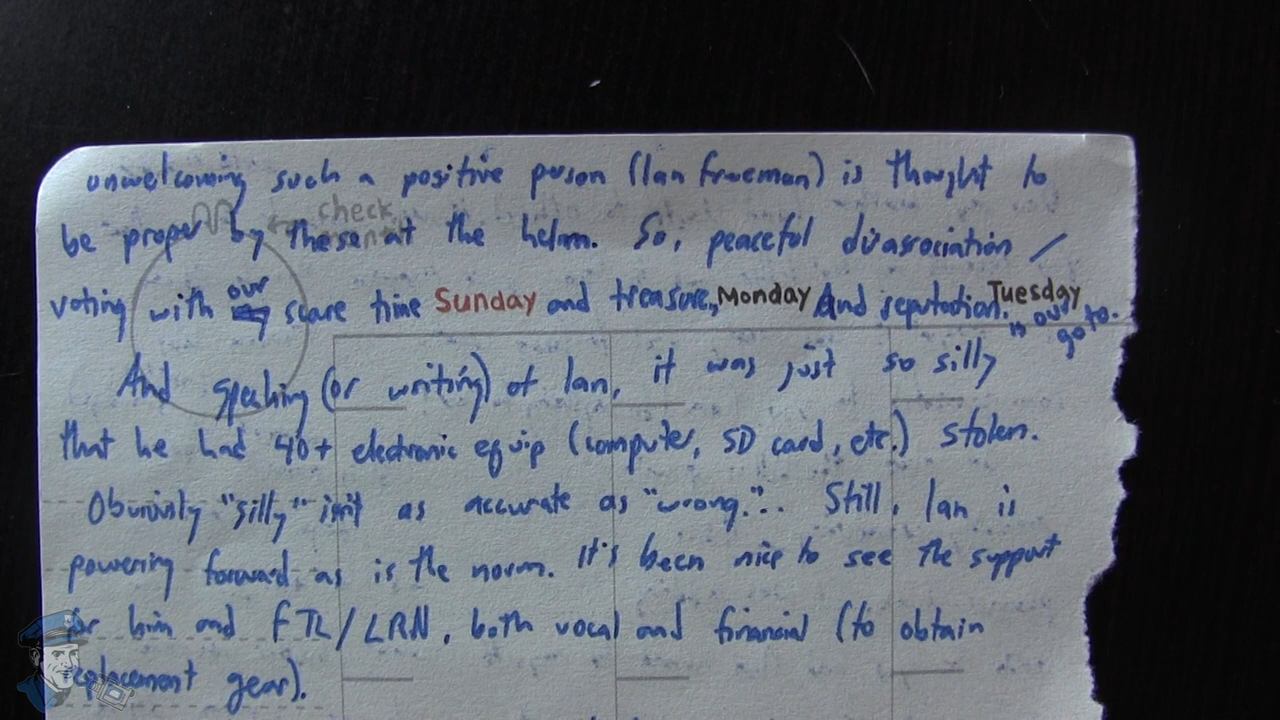 unwelcoming such a positive person (Ian Freeman) is thought to
check
be proper by these at the helm. So, peaceful disassociation /
voting with our scare time Sunday and treasure, Monday And reputation. Tuesday
is our go to.
And speaking (or writing) of Ian, it was just so silly
that he had 40+ electronic equip (computer, SD card, etc.) stolen.
Obviously "silly" isn't as accurate as "wrong."... Still, Ian is
powering forward as is the norm. It's been nice to see the support
for him and FTL/LRN, both vocal and financial (to obtain
replacement gear).